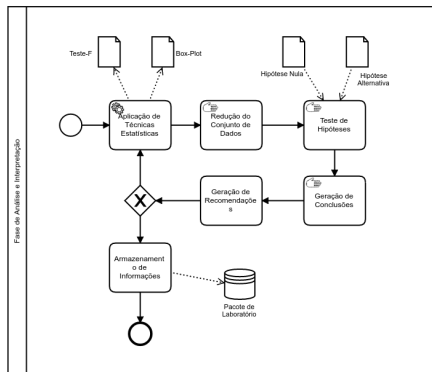 Teste-F
Box-Plot
Hipótese Nula
Hipótese
Alternativa
Aplicação de
Técnicas
Estatísticas
Redução do
Conjunto de
Dados
Teste de
Hipóteses
Geração de
Recomendaçõe
s
Geração de
Conclusões
Armazenament
o de
Informações
Pacote de
Laboratório
Fase de Análise e Interpretação